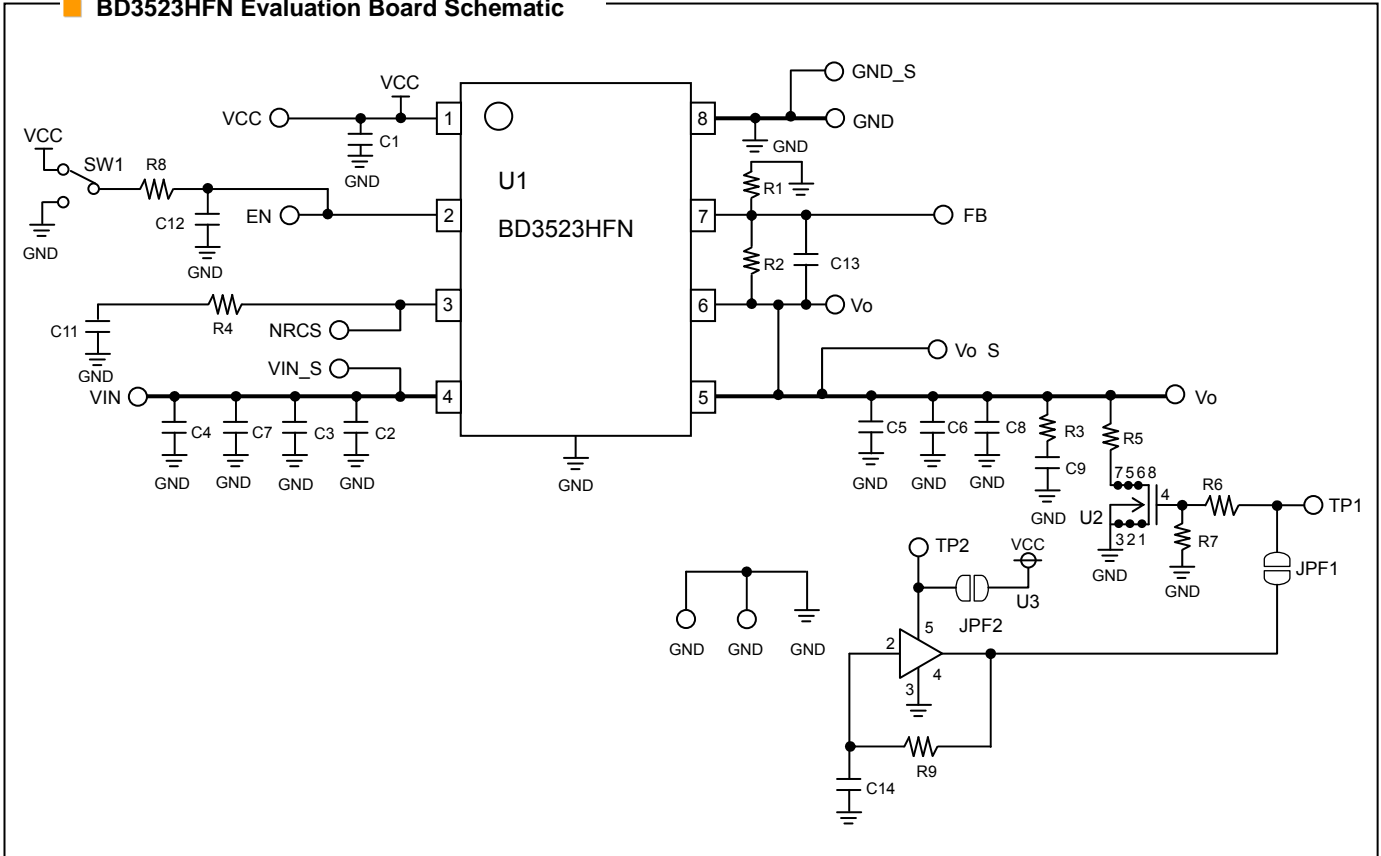 BD3523HFN Evaluation Board Schematic
VCC
VCC
C1
GND
1
U1
BD3523HFN
8
GND_S
GND
GND
VCC
SW1
R8
GND
C12
GND
EN
2
7
R1
R2
C13
FB
C11
GND
R4
NRCS
3
6
Vo
VIN_S
VIN
4
5
Vo S
Vo
C4
C7
C3
C2
GND
GND
GND
GND
GND
C5
C6
C8
R3
C9
R5
GND
GND
GND
GND
7568
4
U2
321
GND
R6
R7
GND
TP1
JPF1
TP2
VCC
U3
JPF2
GND
GND
GND
5
2
4
3
R9
C14